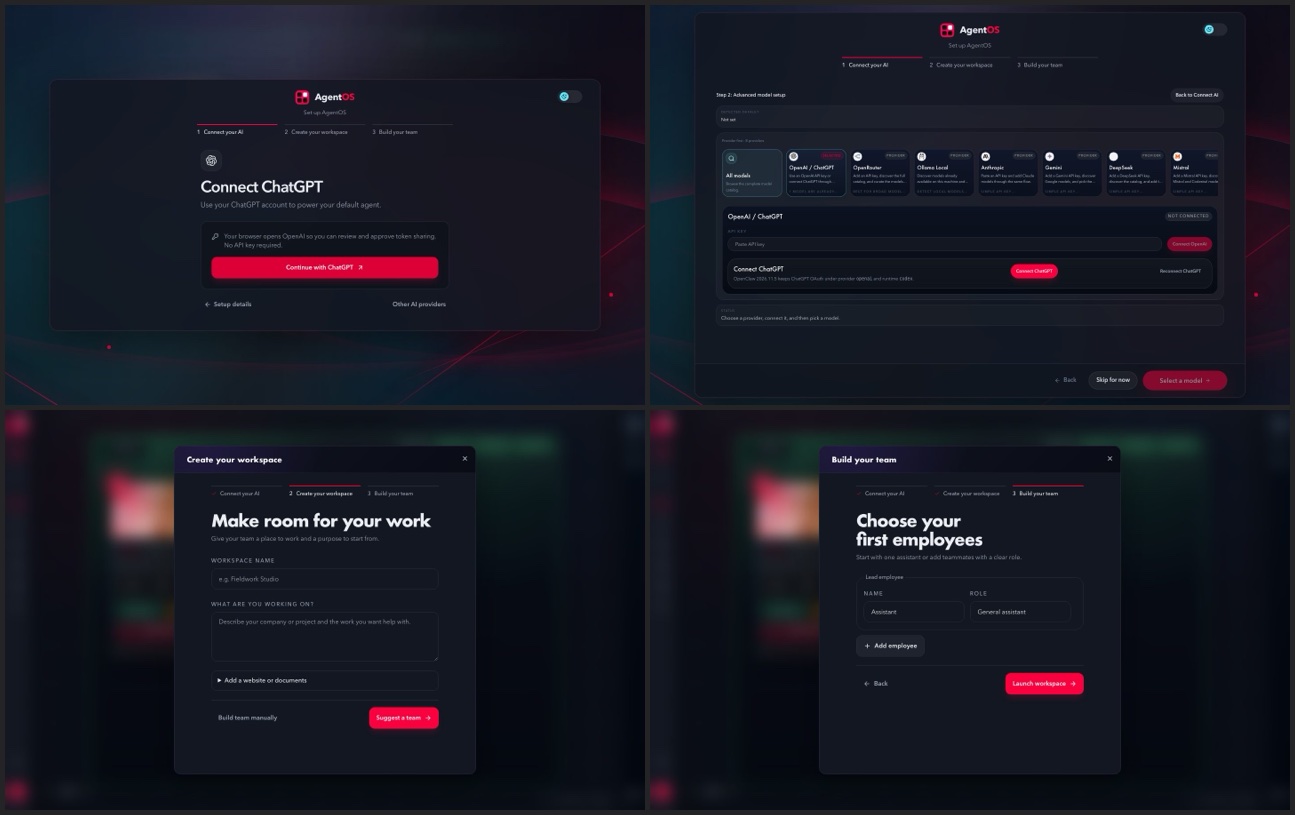 AgentOS
Set up AgentOS
1 Connect your AI
2 Create your workspace
3 Build your team
Connect ChatGPT
Use your ChatGPT account to power your default agent.
Your browser opens OpenAI so you can review and approve token sharing.
No API key required.
Continue with ChatGPT
← Setup details
Other AI providers
AgentOS
Set up AgentOS
1 Connect your AI
2 Create your workspace
3 Build your team
Step 2: Advanced model setup
Back to Connect AI
Not set
All models
OpenAI / ChatGPT
OpenRouter
PROVIDER
Ollama Local
PROVIDER
Anthropic
PROVIDER
Gemini
PROVIDER
DeepSeek
PROVIDER
Mistral
OpenAI / ChatGPT
NOT CONNECTED
API KEY
Paste API key
Connect OpenAI
Connect ChatGPT
Connect ChatGPT
Reconnect ChatGPT
Choose a provider, connect it, and then pick a model.
← Back
Skip for now
Select a model →
Create your workspace
×
Connect your AI
2 Create your workspace
3 Build your team
Make room for your work
Give your team a place to work and a purpose to start from.
WORKSPACE NAME
e.g. Fieldwork Studio
WHAT ARE YOU WORKING ON?
Describe your company or project and the work you want help with.
▶ Add a website or documents
Build team manually
Suggest a team →
Build your team
×
Connect your AI
Create your workspace
3 Build your team
Choose your
first employees
Start with one assistant or add teammates with a clear role.
Lead employee
NAME
ROLE
Assistant
General assistant
+ Add employee
← Back
Launch workspace →